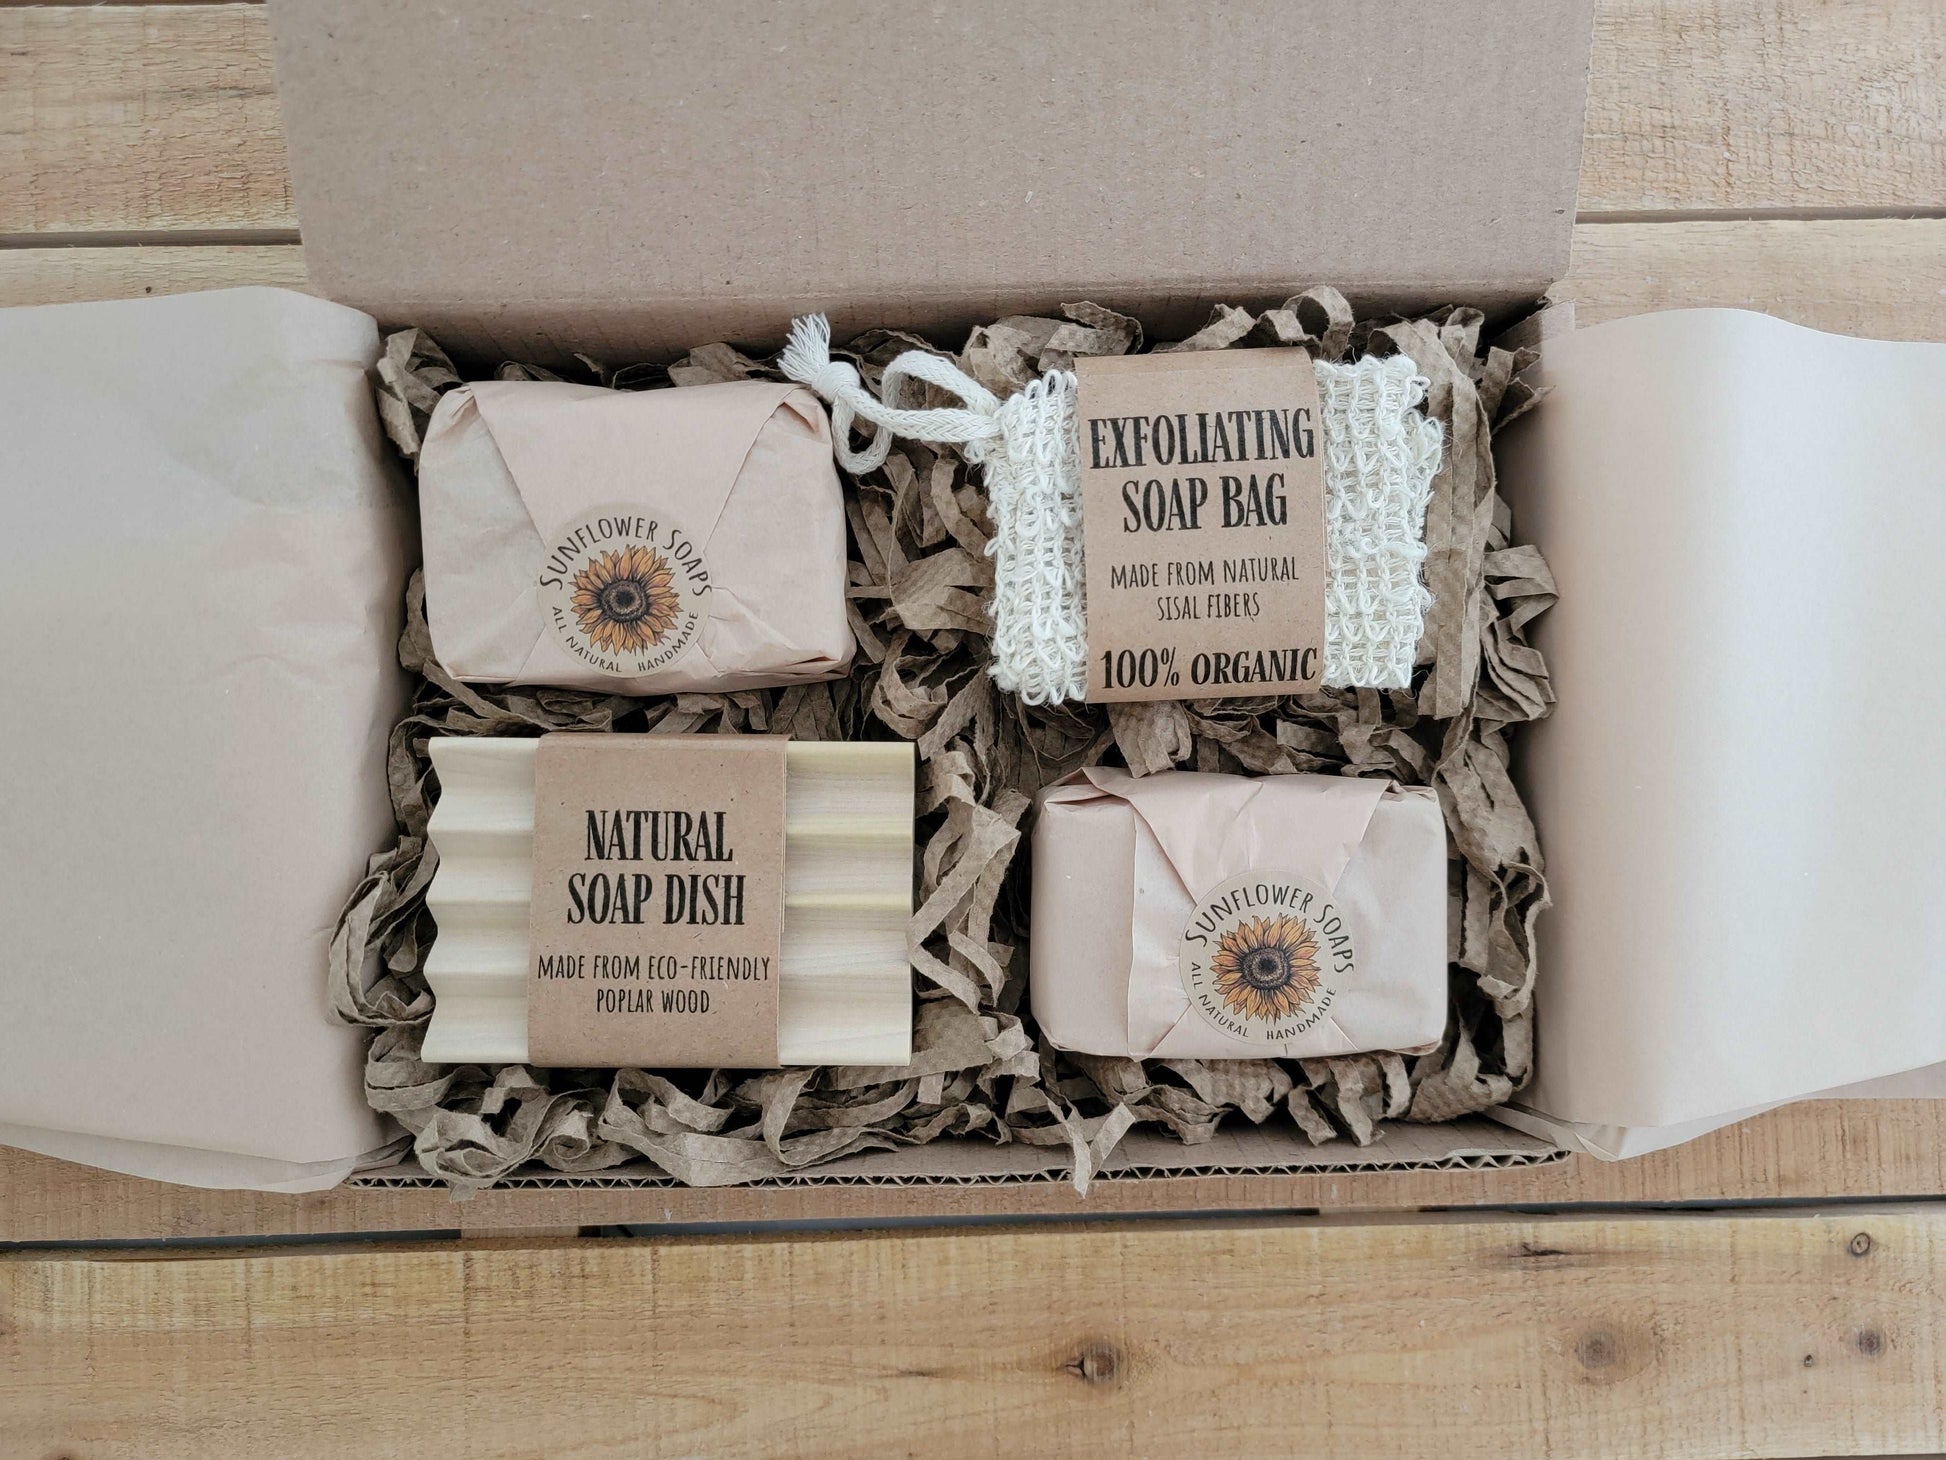 SUNFLOWER SOAPS
ALL NATURAL HANDMADE
EXFOLIATING
SOAP BAG
MADE FROM NATURAL
SISAL FIBERS
100% ORGANIC
NATURAL
SOAP DISH
MADE FROM ECO-FRIENDLY
POPLAR WOOD
SUNFLOWER SOAPS
ALL NATURAL HANDMADE